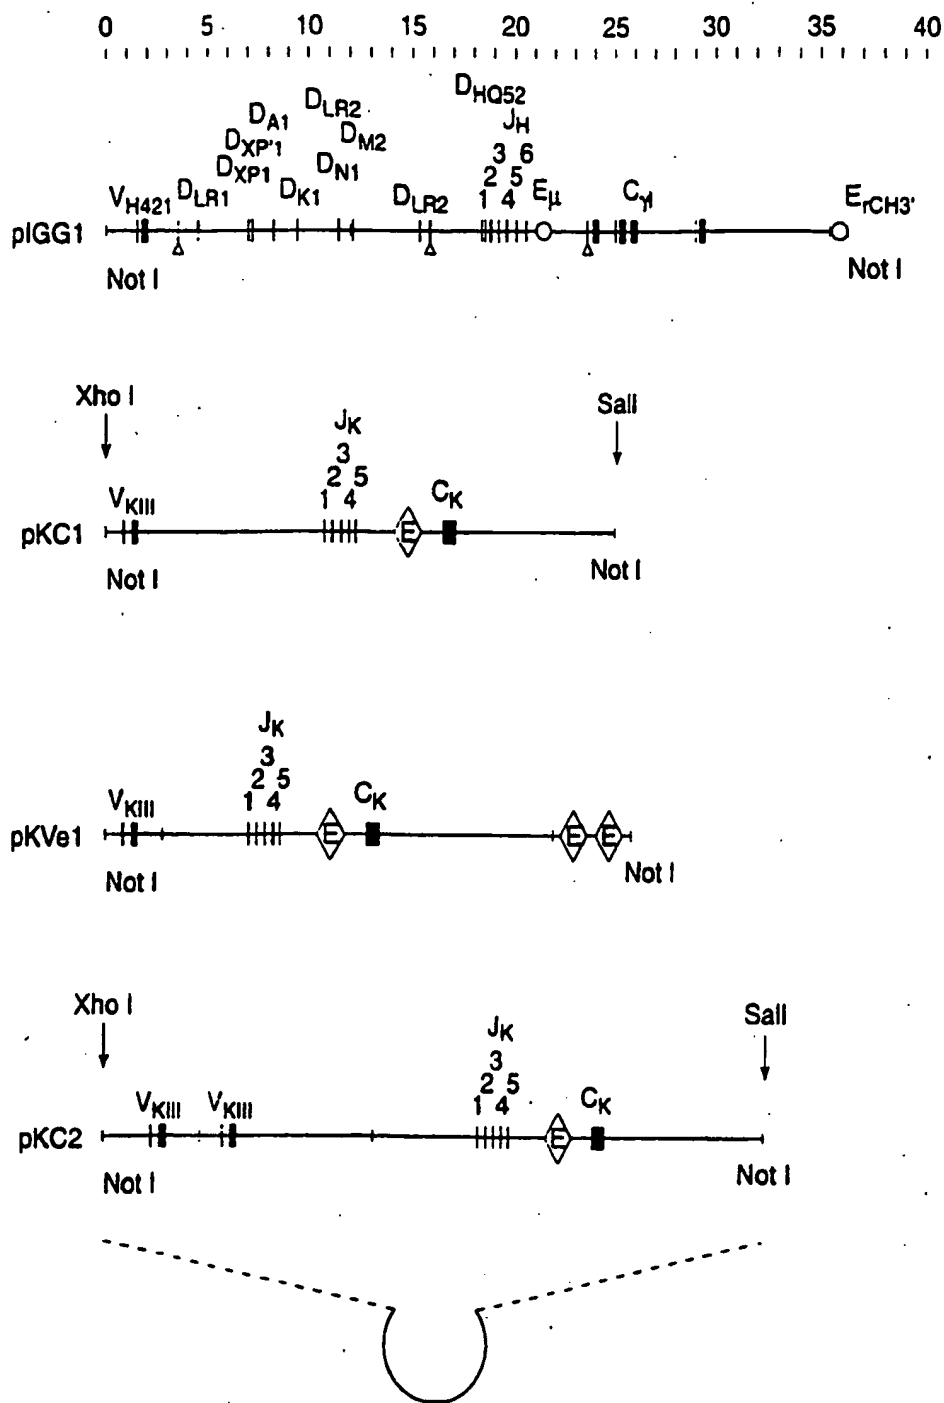 0 5 10 15 20 25 30 35 40
DHQ52
DA1 DLR2 JH
DXP'1 DM2 3 6
DXP1 DN1 2 5
VH421 DLR1 DK1 DLR2 1 4 Eμ Cγl ErCH3'
pIGG1
Not I Not I
Xho I Sall
JK
3
2 5
VKIII 1 4 CK
pKC1 E
Not I Not I
JK
3
2 5
VKIII 1 4 CK
pKVe1 E E E
Not I Not I
Xho I Sall
JK
3
2 5
VKIII VKIII 1 4 CK
pKC2 E
Not I Not I